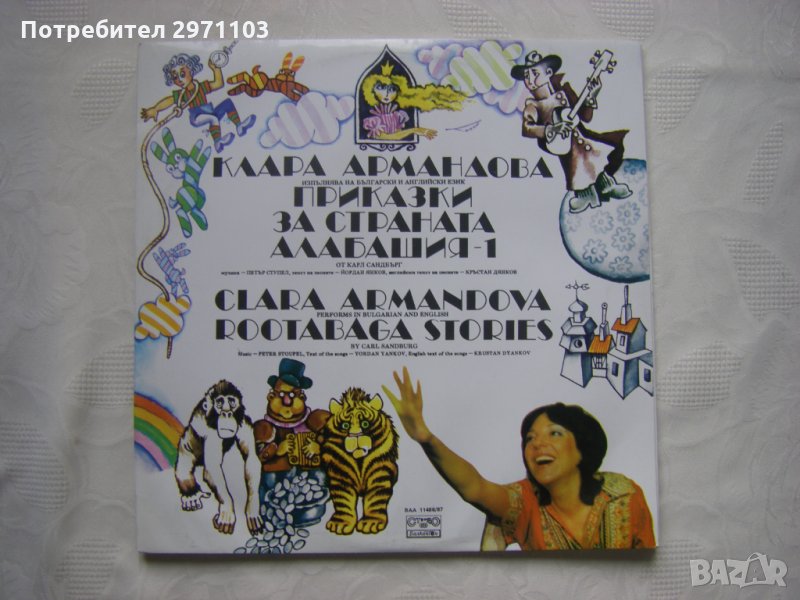 Потребител 2971103
КЛАРА АРМАНДОВА
ИЗПЪЛНЯВА НА БЪЛГАРСКИ И АНГЛИЙСКИ ЕЗИК
ПРИКАЗКИ
ЗА СТРАНАТА
АЛАБАШИЯ-1
ОТ КАРЛ САНДБЪРГ
музика – ПЕТЪР СТУПЕЛ, текст на песните – ЙОРДАН ЯНКОВ, английски текст на песните – КРЪСТАН ДЯНКОВ
CLARA ARMANDOVA
PERFORMS IN BULGARIAN AND ENGLISH
ROOTABAGA STORIES
BY CARL SANDBURG
Music – PETER STOUPEL, Text of the songs – YORDAN YANKOV, English text of the songs – KRUSTAN DYANKOV
ВАА 11486/87
СТЕРЕО
Балкантон
BAZAR